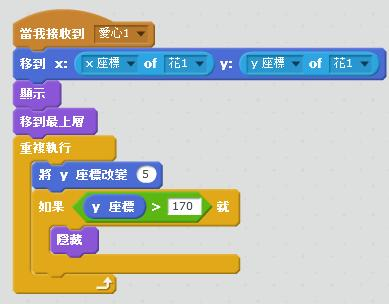 當我接收到 愛心1
移到 x: x 座標 of 花1 y: y 座標 of 花1
顯示
移到最上層
重複執行
將 y 座標改變 5
如果 y 座標 > 170 就
隱藏